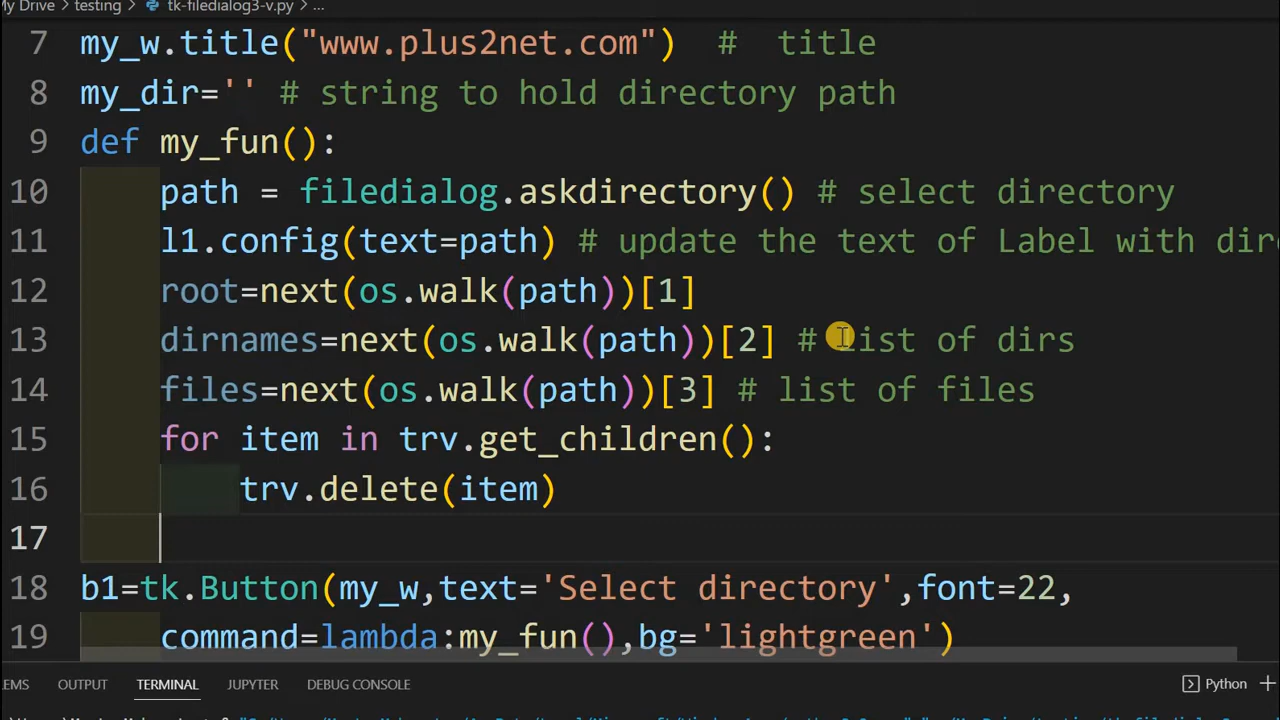 My Drive > testing > tk-filedialog3-v.py > ...
7 my_w.title("www.plus2net.com")  #  title
8 my_dir='' # string to hold directory path
9 def my_fun():
10 path = filedialog.askdirectory() # select directory
11 l1.config(text=path) # update the text of Label with dir
12 root=next(os.walk(path))[1]
13 dirnames=next(os.walk(path))[2] # list of dirs
14 files=next(os.walk(path))[3] # list of files
15 for item in trv.get_children():
16 trv.delete(item)
17
18 b1=tk.Button(my_w,text='Select directory',font=22,
19 command=lambda:my_fun(),bg='lightgreen')
LEMS OUTPUT TERMINAL JUPYTER DEBUG CONSOLE Python